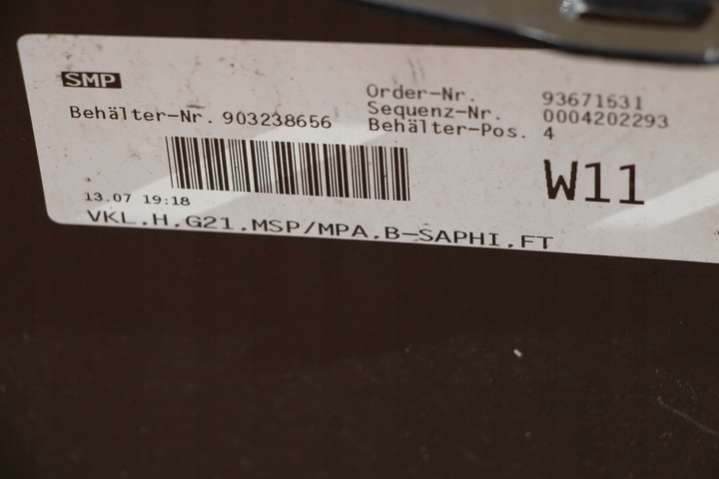 SMP
Order-Nr. 93671631
Behälter-Nr. 903238656
Sequenz-Nr. 0004202293
Behälter-Pos. 4
W11
13.07 19:18
VKL.H.G21.MSP/MPA.B-SAPHI.FT